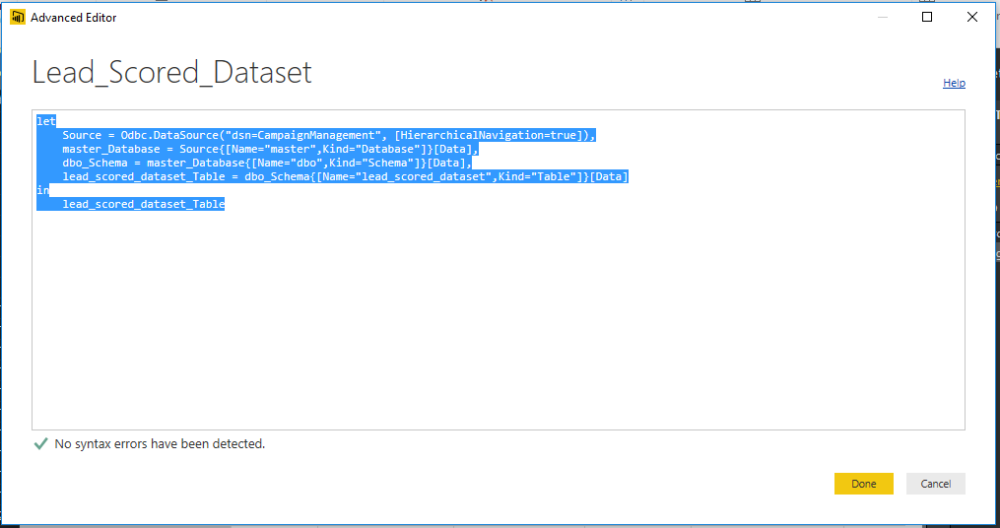 Advanced Editor
Lead_Scored_Dataset
Help
let
    Source = Odbc.DataSource("dsn=CampaignManagement", [HierarchicalNavigation=true]),
    master_Database = Source{[Name="master",Kind="Database"]}[Data],
    dbo_Schema = master_Database{[Name="dbo",Kind="Schema"]}[Data],
    lead_scored_dataset_Table = dbo_Schema{[Name="lead_scored_dataset",Kind="Table"]}[Data]
in
    lead_scored_dataset_Table
No syntax errors have been detected.
Done
Cancel